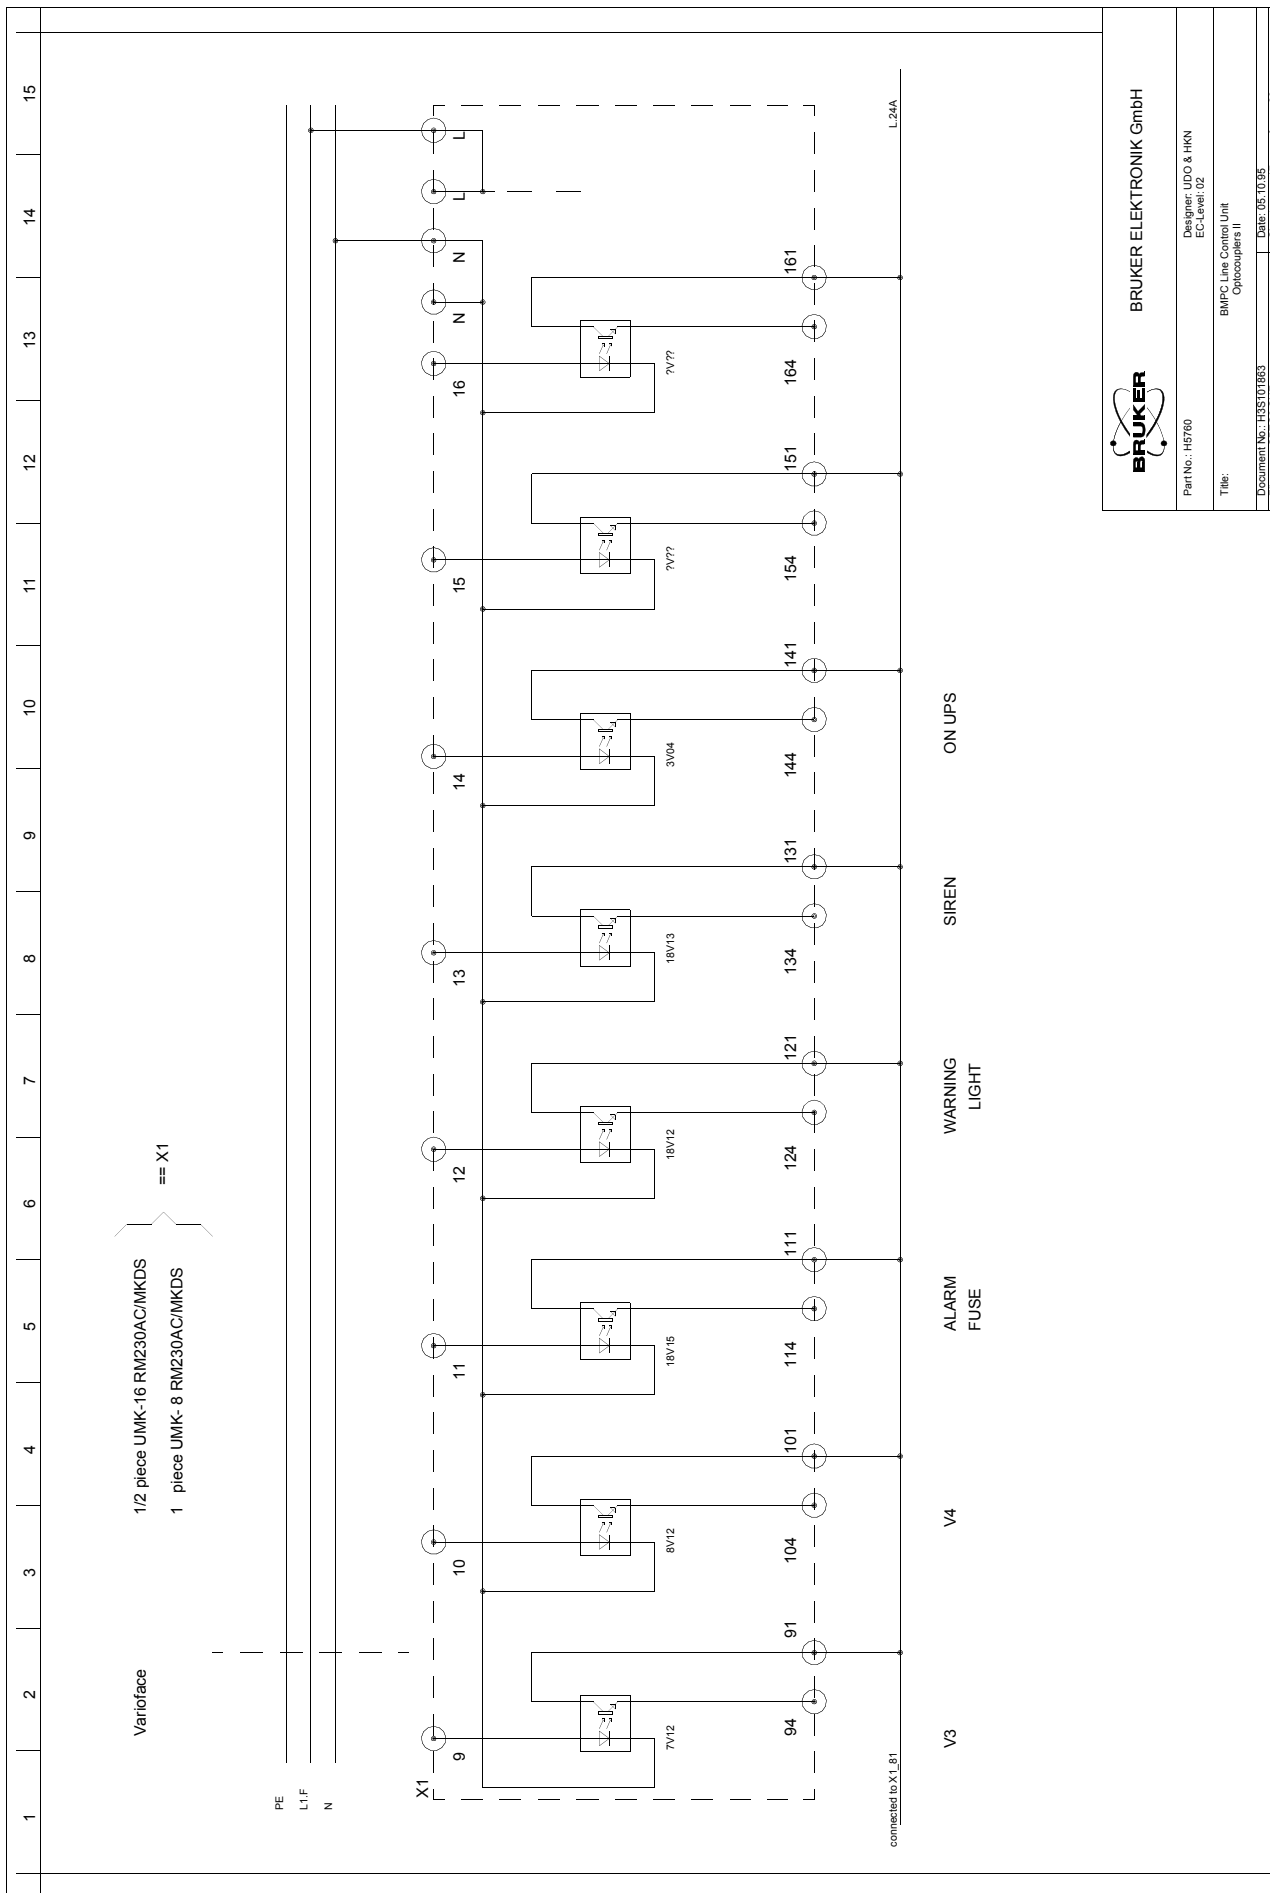 1
2
3
4
5
6
7
8
9
10
11
12
13
14
15
Varioface
1/2 piece UMK-16 RM230AC/MKDS
1 piece UMK- 8 RM230AC/MKDS
== X1
PE
L1.F
N
X1
9
10
11
12
13
14
15
16
N
N
L
L
7V12
8V12
18V15
18V12
18V13
3V04
?V??
?V??
94
91
104
101
114
111
124
121
134
131
144
141
154
151
164
161
connected to X1_81
L.24A
V3
V4
ALARM
FUSE
WARNING
LIGHT
SIREN
ON UPS
BRUKER
BRUKER ELEKTRONIK GmbH
Part No.: H5760
Designer: UDO & HKN
EC-Level: 02
Title:
BMPC Line Control Unit
Optocouplers II
Document No.: H3S101863
Date: 05.10.95